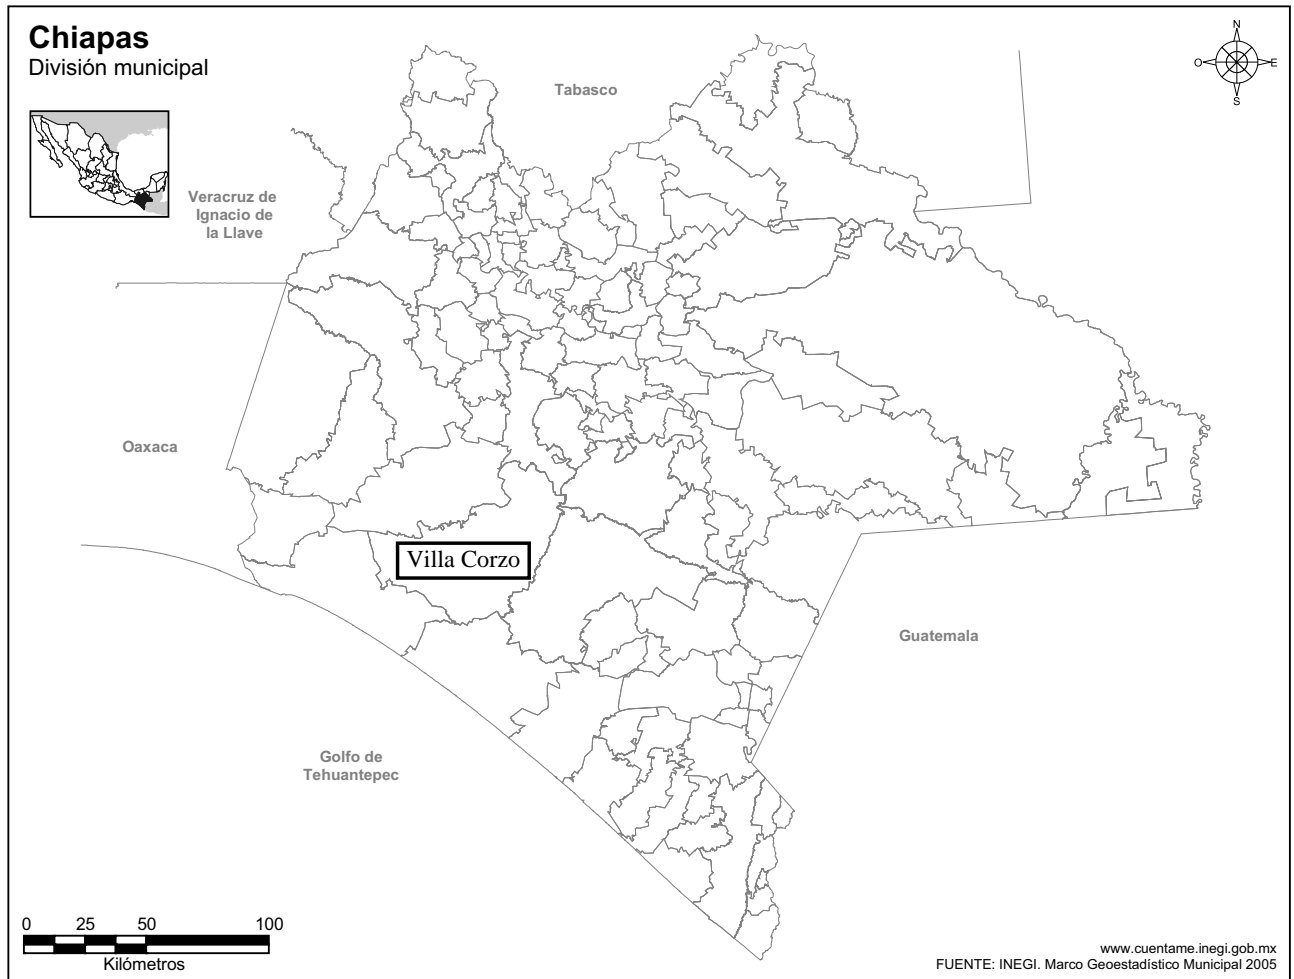 Chiapas
División municipal
N
O
E
S
Tabasco
Veracruz de
Ignacio de
la Llave
Oaxaca
Villa Corzo
Guatemala
Golfo de
Tehuantepec
0 25 50 100
Kilómetros
www.cuentame.inegi.gob.mx
FUENTE: INEGI. Marco Geoestadístico Municipal 2005